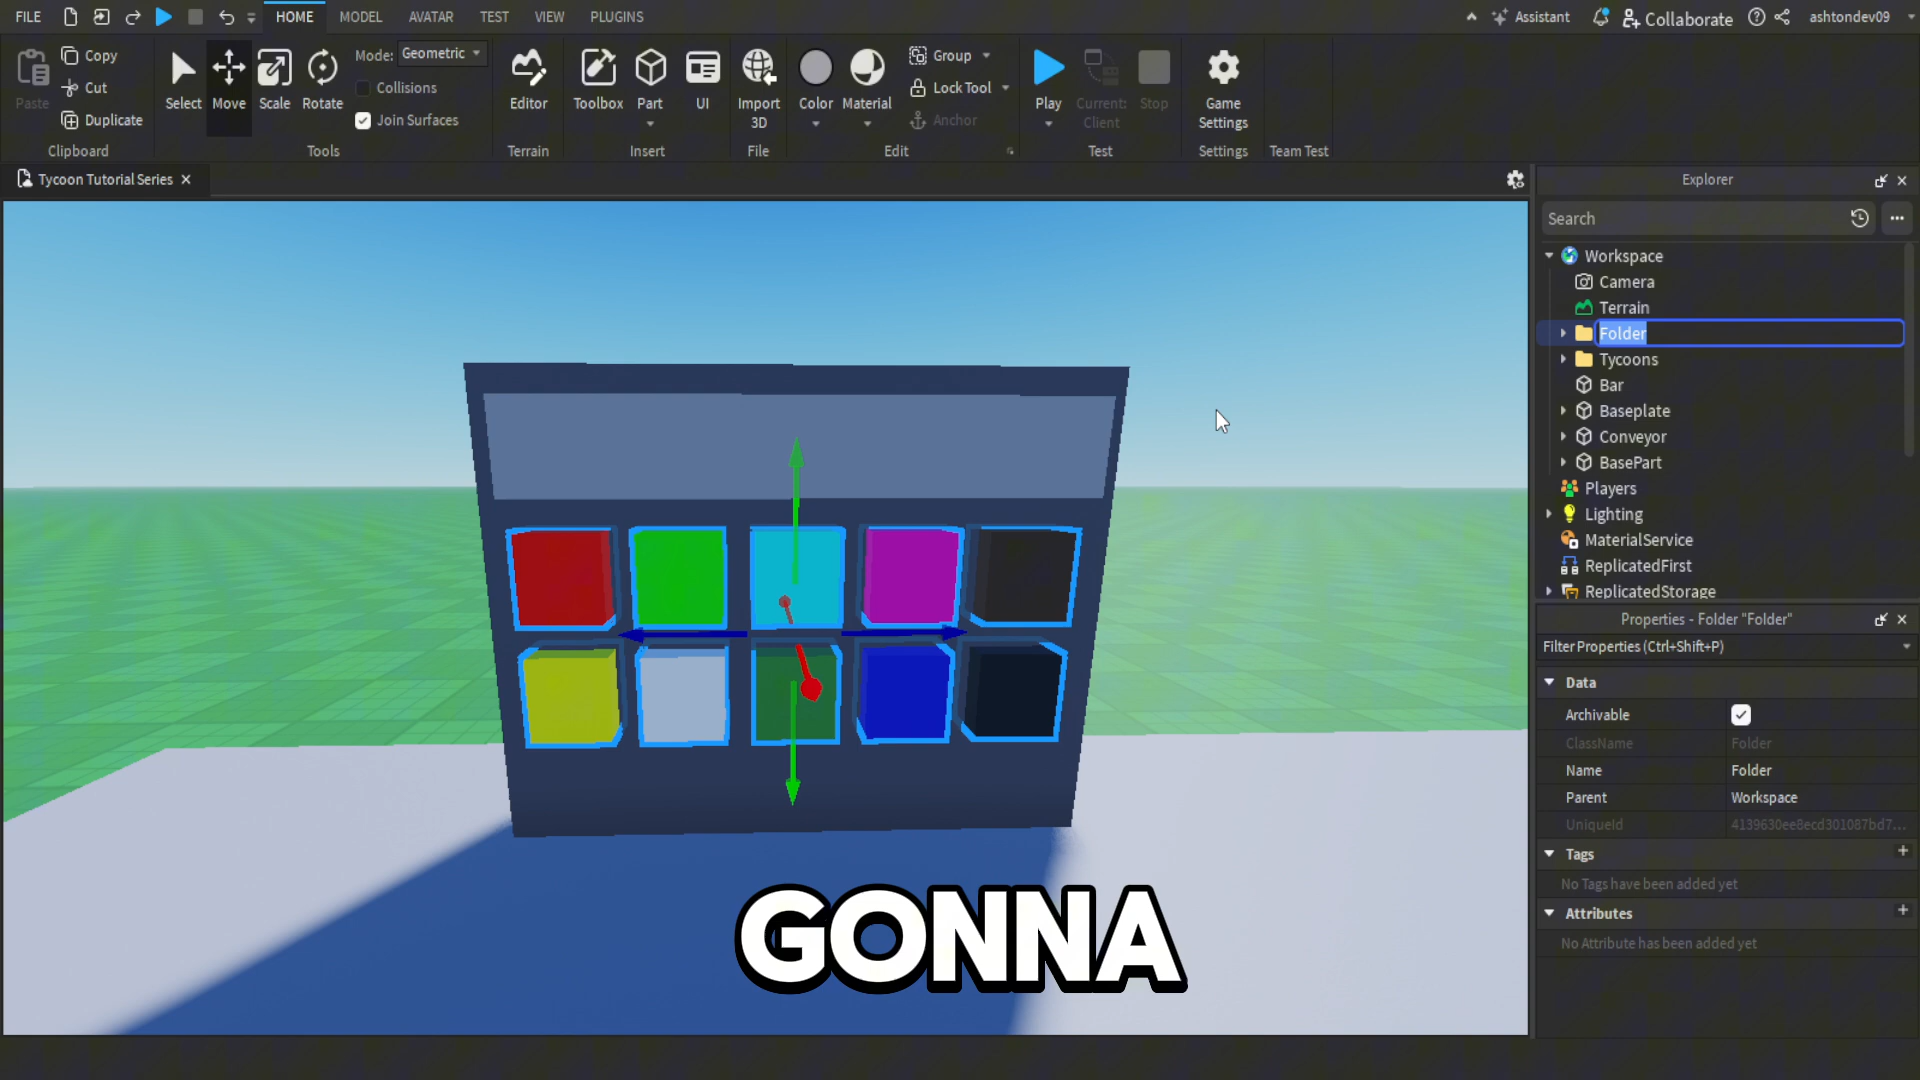 FILE HOME MODEL AVATAR TEST VIEW PLUGINS Assistant Collaborate ashtondev09
Paste Copy Cut Duplicate
Select Move Scale Rotate
Mode: Geometric
Collisions
Join Surfaces
Editor
Toolbox Part UI
Import 3D
Color Material
Group
Lock Tool
Anchor
Play Current: Client Stop
Game Settings
Clipboard Tools Terrain Insert File Edit Test Settings Team Test
Tycoon Tutorial Series
GONNA
Explorer
Search
Workspace
Camera
Terrain
Folder
Tycoons
Bar
Baseplate
Conveyor
BasePart
Players
Lighting
MaterialService
ReplicatedFirst
ReplicatedStorage
Properties - Folder "Folder"
Filter Properties (Ctrl+Shift+P)
Data
Archivable
ClassName Folder
Name Folder
Parent Workspace
UniqueId 4139630ee8ecd301087bd7...
Tags
No Tags have been added yet
Attributes
No Attribute has been added yet